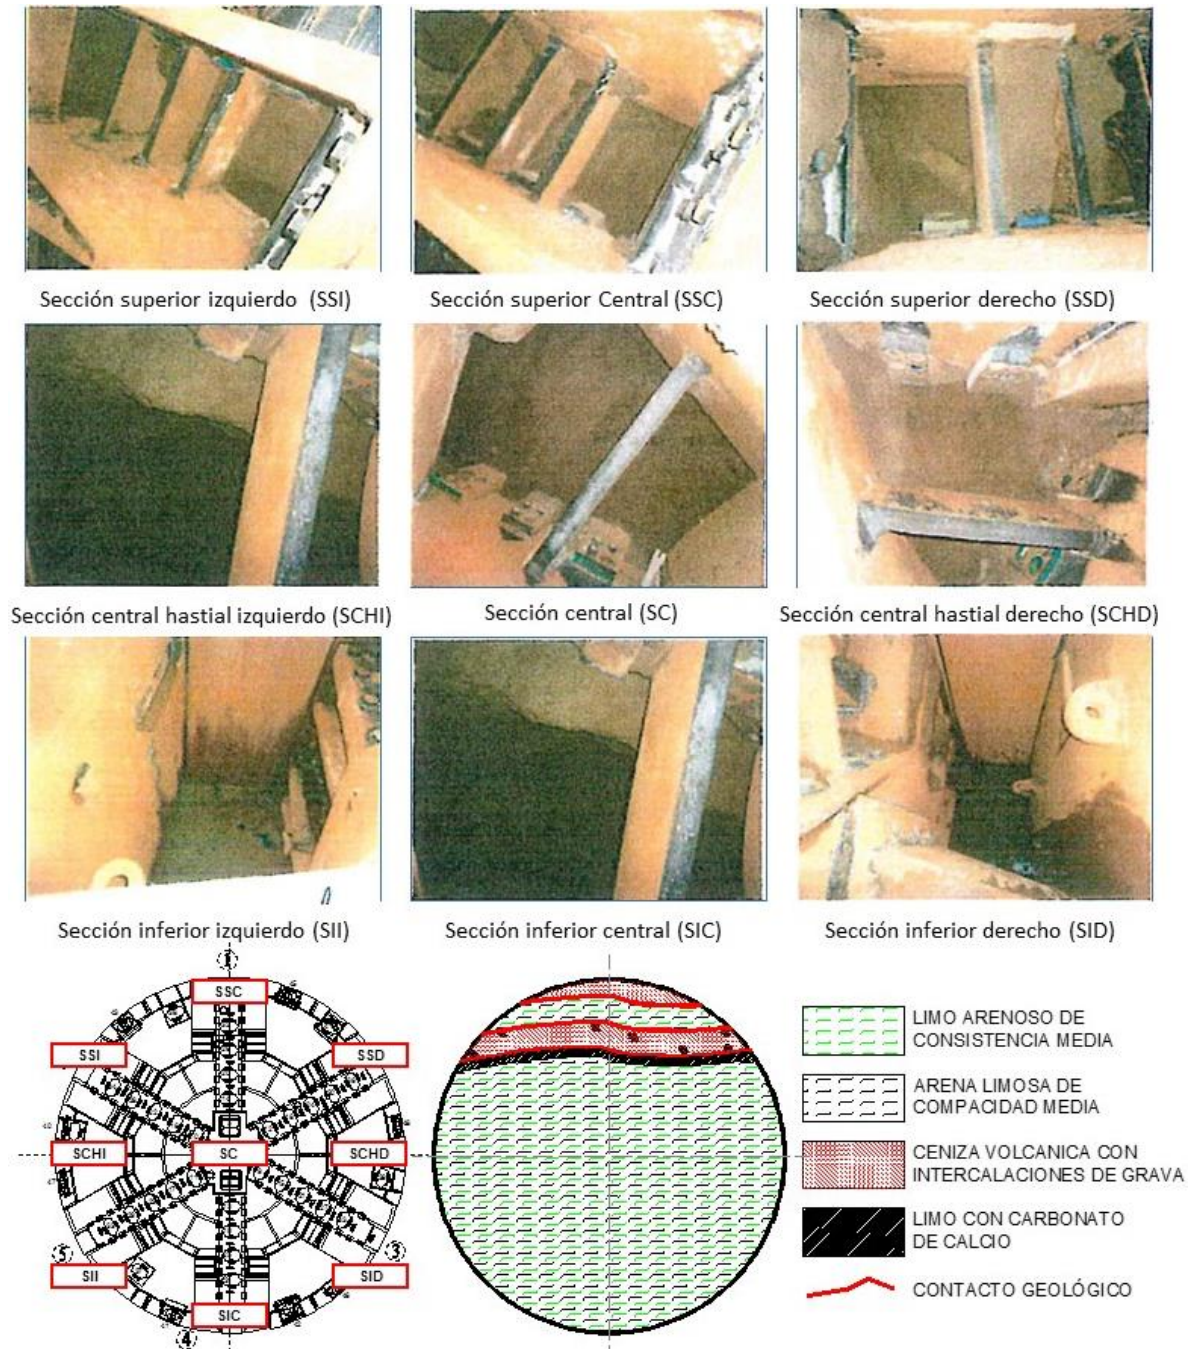 Sección superior izquierdo (SSI)
Sección superior Central (SSC)
Sección superior derecho (SSD)
Sección central hastial izquierdo (SCHI)
Sección central (SC)
Sección central hastial derecho (SCHD)
Sección inferior izquierdo (SII)
Sección inferior central (SIC)
Sección inferior derecho (SID)
1
SSC
SSI
SSD
SCHI
SC
SCHD
5
3
SII
SID
SIC
4
LIMO ARENOSO DE
CONSISTENCIA MEDIA
ARENA LIMOSA DE
COMPACIDAD MEDIA
CENIZA VOLCANICA CON
INTERCALACIONES DE GRAVA
LIMO CON CARBONATO
DE CALCIO
CONTACTO GEOLÓGICO